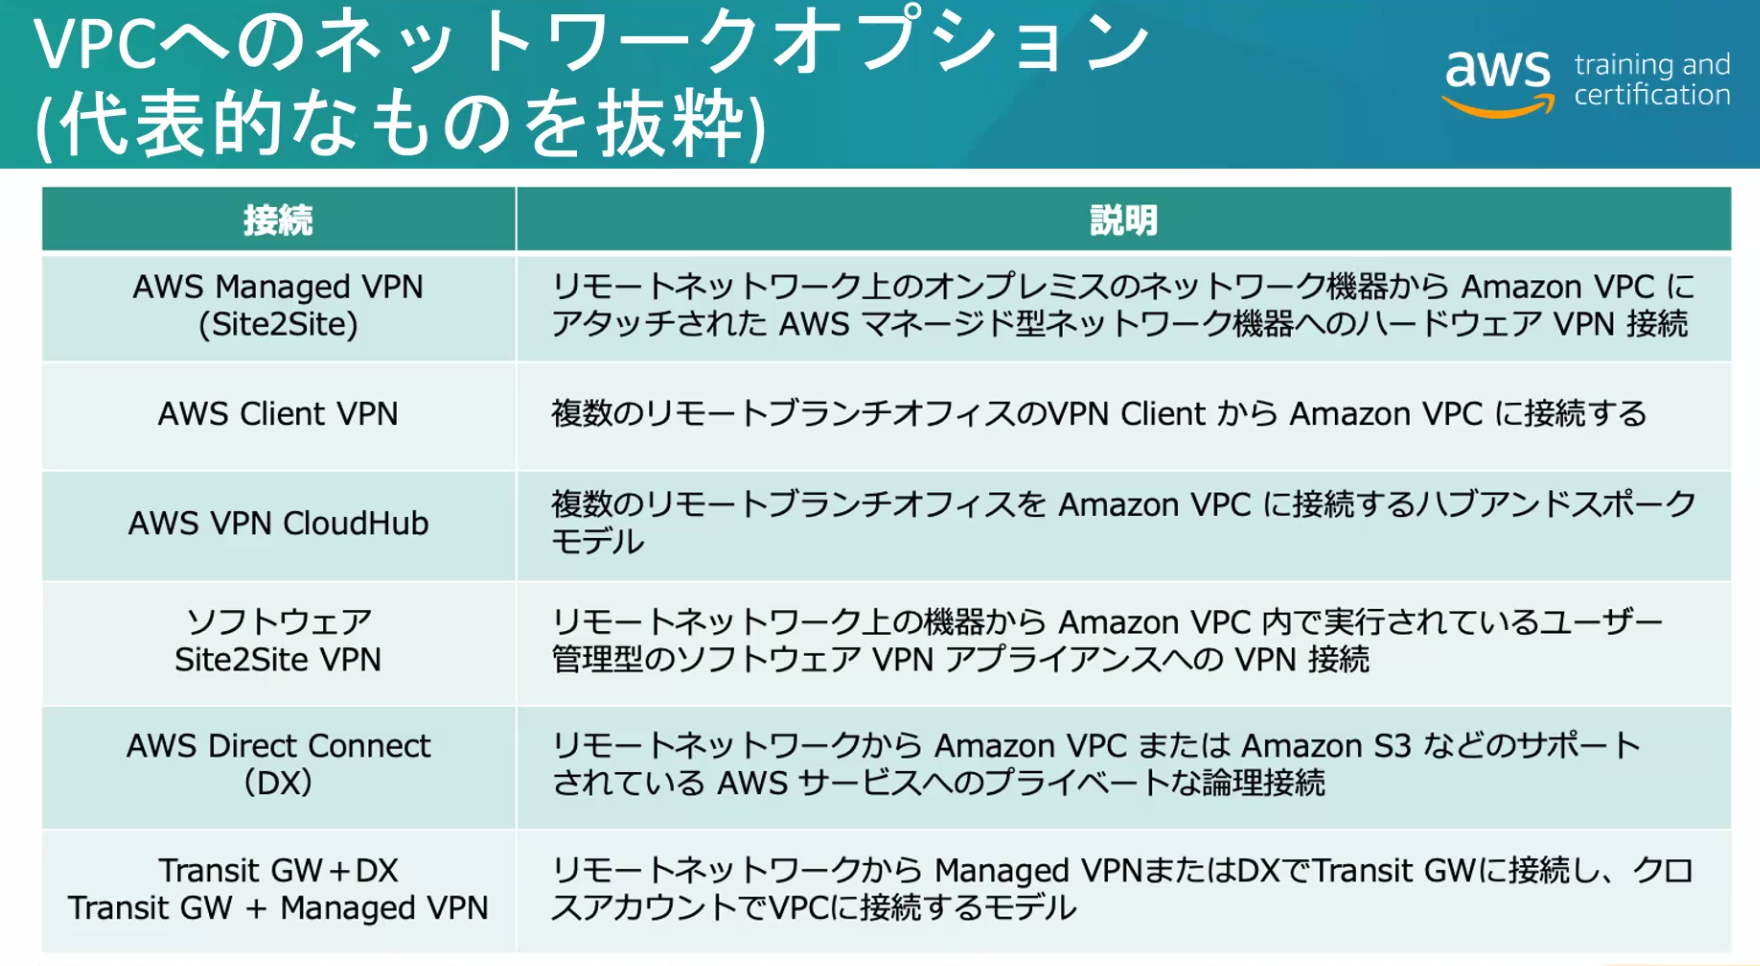 VPCへのネットワークオプション
(代表的なものを抜粋)
aws training and
certification
接続
説明
AWS Managed VPN
(Site2Site)
リモートネットワーク上のオンプレミスのネットワーク機器から Amazon VPC に
アタッチされた AWS マネージド型ネットワーク機器へのハードウェア VPN 接続
AWS Client VPN
複数のリモートブランチオフィスのVPN Client から Amazon VPC に接続する
AWS VPN CloudHub
複数のリモートブランチオフィスを Amazon VPC に接続するハブアンドスポーク
モデル
ソフトウェア
Site2Site VPN
リモートネットワーク上の機器から Amazon VPC 内で実行されているユーザー
管理型のソフトウェア VPN アプライアンスへの VPN 接続
AWS Direct Connect
（DX）
リモートネットワークから Amazon VPC または Amazon S3 などのサポート
されている AWS サービスへのプライベートな論理接続
Transit GW＋DX
Transit GW + Managed VPN
リモートネットワークから Managed VPNまたはDXでTransit GWに接続し、クロ
スアカウントでVPCに接続するモデル